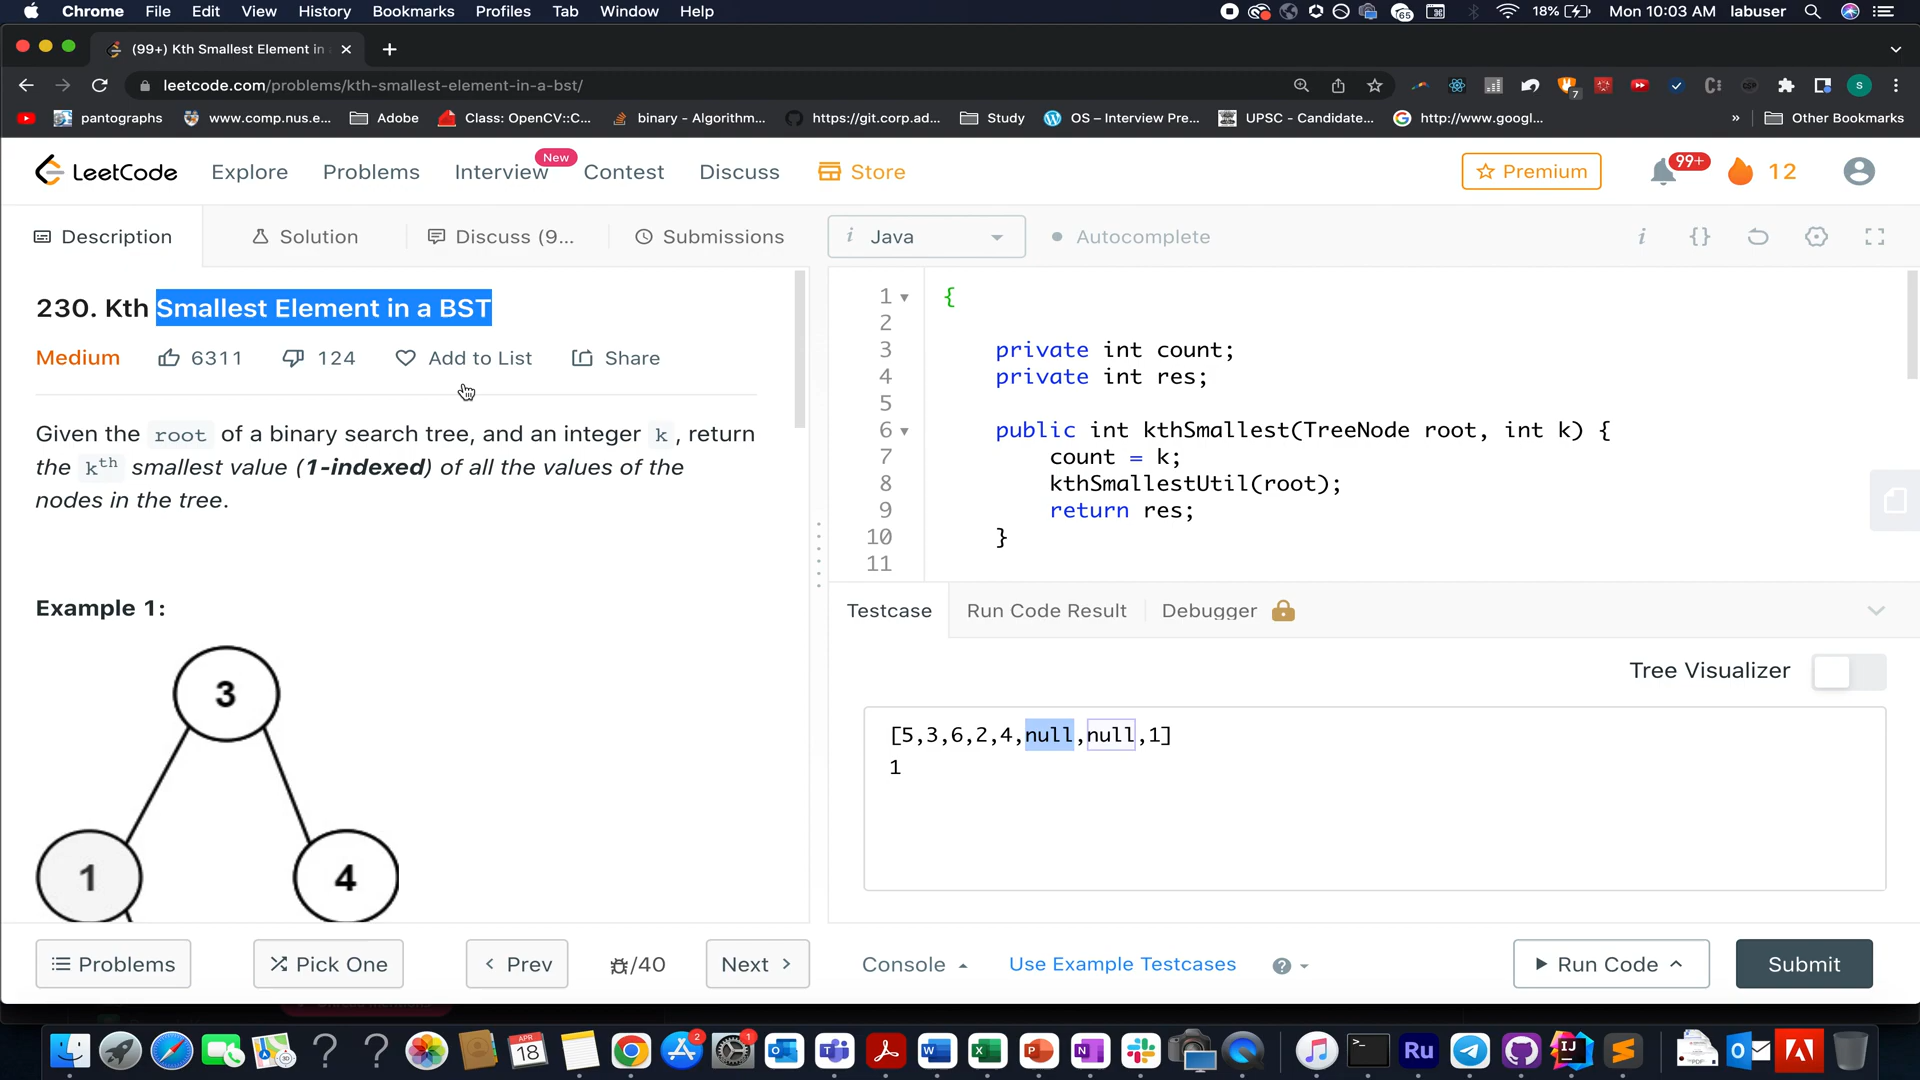 Chrome File Edit View History Bookmarks Profiles Tab Window Help
65
18%
Mon 10:03 AM labuser
(99+) Kth Smallest Element in
leetcode.com/problems/kth-smallest-element-in-a-bst/
7
S
pantographs
www.comp.nus.e...
Adobe
Class: OpenCV::C...
binary - Algorithm...
https://git.corp.ad...
Study
OS – Interview Pre...
UPSC - Candidate...
http://www.googl...
»
Other Bookmarks
LeetCode
Explore
Problems
Interview
New
Contest
Discuss
Store
Premium
99+
12
Description
Solution
Discuss (9...
Submissions
i Java
Autocomplete
i {}
230. Kth Smallest Element in a BST
Medium
6311
124
Add to List
Share
Given the root of a binary search tree, and an integer k , return
the kth smallest value (1-indexed) of all the values of the
nodes in the tree.
Example 1:
3
1
4
1 {
2
3 private int count;
4 private int res;
5
6 public int kthSmallest(TreeNode root, int k) {
7 count = k;
8 kthSmallestUtil(root);
9 return res;
10 }
11
Testcase
Run Code Result
Debugger
Tree Visualizer
[5,3,6,2,4,null,null,1]
1
Problems
Pick One
Prev
/40
Next
Console
Use Example Testcases
?
Run Code
Submit
APR
18
2
1
Ru
IJ